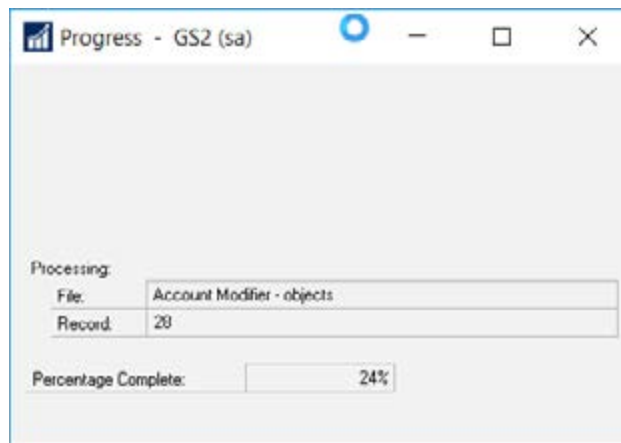 Progress - GS2 (sa)
Processing:
File: Account Modifier - objects
Record: 28
Percentage Complete: 24%